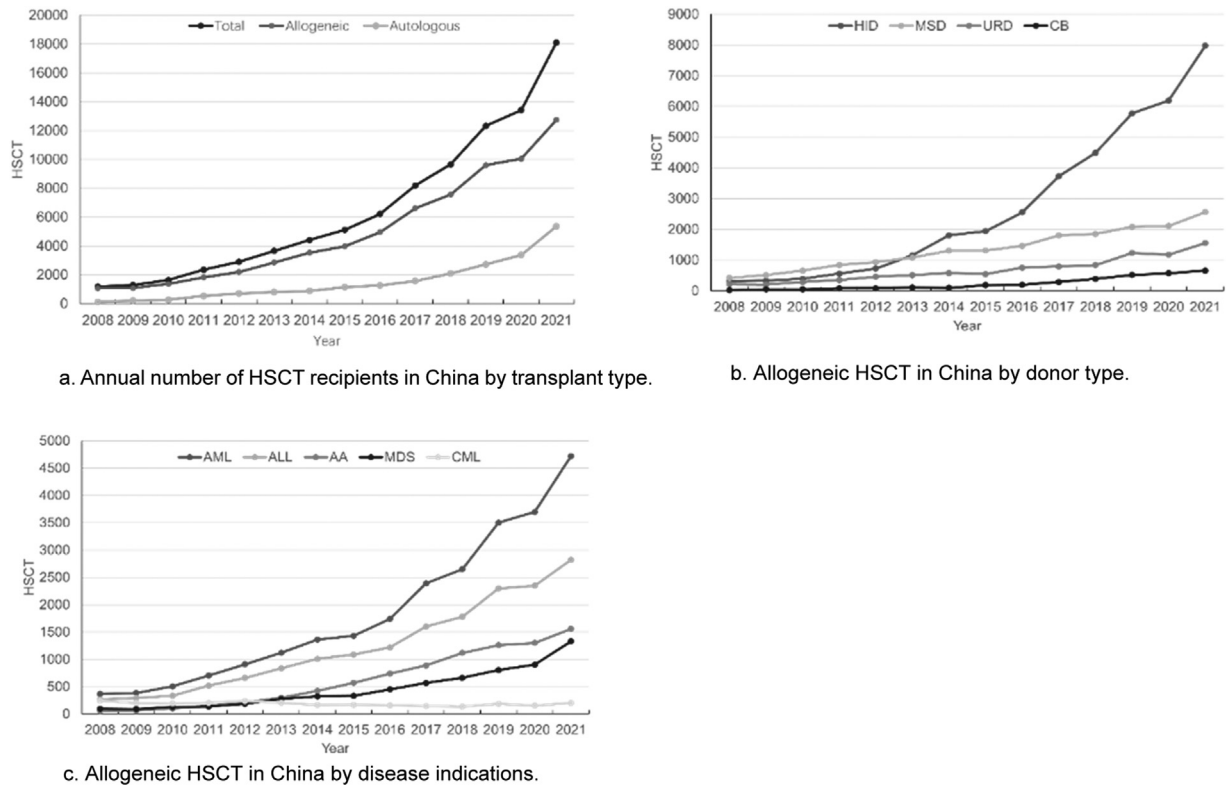 Total Allogeneic Autologous
20000
18000
16000
14000
12000
10000
8000
6000
4000
2000
0
HSCT
2008 2009 2010 2011 2012 2013 2014 2015 2016 2017 2018 2019 2020 2021
Year
a. Annual number of HSCT recipients in China by transplant type.
HID MSD URD CB
9000
8000
7000
6000
5000
4000
3000
2000
1000
0
HSCT
2008 2009 2010 2011 2012 2013 2014 2015 2016 2017 2018 2019 2020 2021
Year
b. Allogeneic HSCT in China by donor type.
AML ALL AA MDS CML
5000
4500
4000
3500
3000
2500
2000
1500
1000
500
0
HSCT
2008 2009 2010 2011 2012 2013 2014 2015 2016 2017 2018 2019 2020 2021
Year
c. Allogeneic HSCT in China by disease indications.